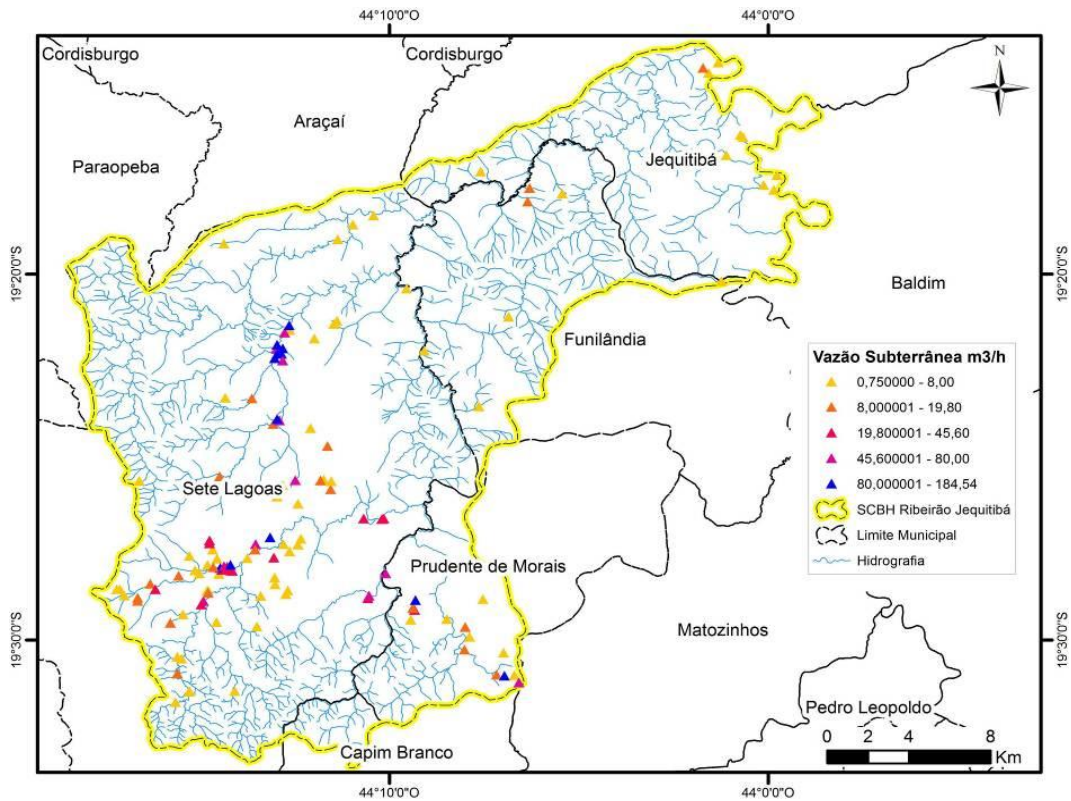 44°10'0"O
44°0'0"O
Cordisburgo
Cordisburgo
N
Araçaí
Paraopeba
Jequitibá
19°20'0"S
19°20'0"S
Baldim
Funilândia
Vazão Subterrânea m3/h
0,750000 - 8,00
8,000001 - 19,80
19,800001 - 45,60
45,600001 - 80,00
80,000001 - 184,54
SCBH Ribeirão Jequitibá
Limite Municipal
Hidrografia
Sete Lagoas
Prudente de Morais
Matozinhos
19°30'0"S
19°30'0"S
Pedro Leopoldo
Capim Branco
0 4 8
Km
44°10'0"O
44°0'0"O